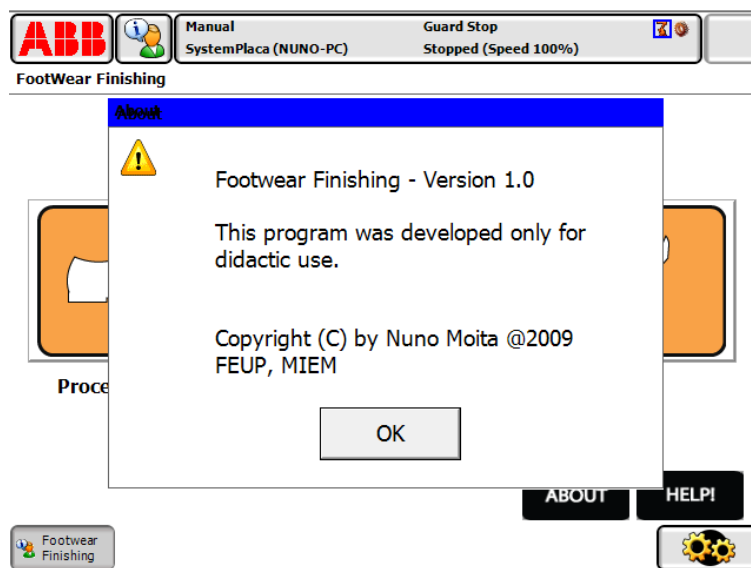 ABB
Manual
Guard Stop
SystemPlaca (NUNO-PC)
Stopped (Speed 100%)
FootWear Finishing
About
Footwear Finishing - Version 1.0
This program was developed only for
didactic use.
Copyright (C) by Nuno Moita @2009
FEUP, MIEM
OK
Proce
ABOUT
HELP!
Footwear
Finishing